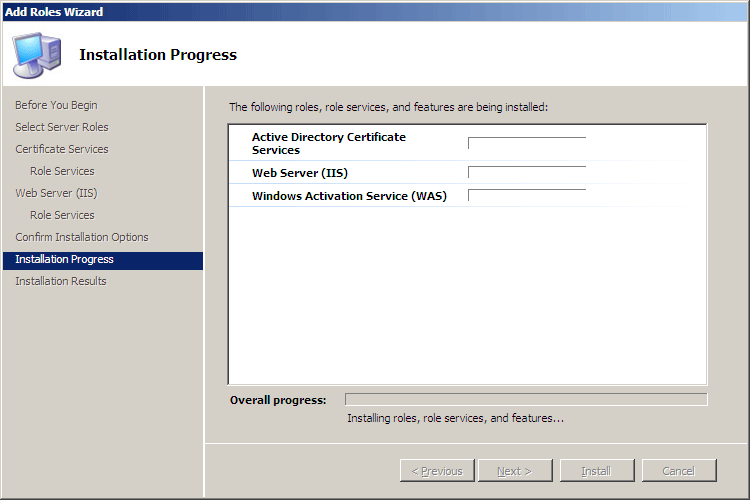 Add Roles Wizard
Installation Progress
Before You Begin
Select Server Roles
Certificate Services
Role Services
Web Server (IIS)
Role Services
Confirm Installation Options
Installation Progress
Installation Results
The following roles, role services, and features are being installed:
Active Directory Certificate
Services
Web Server (IIS)
Windows Activation Service (WAS)
Overall progress:
Installing roles, role services, and features...
< Previous
Next >
Install
Cancel